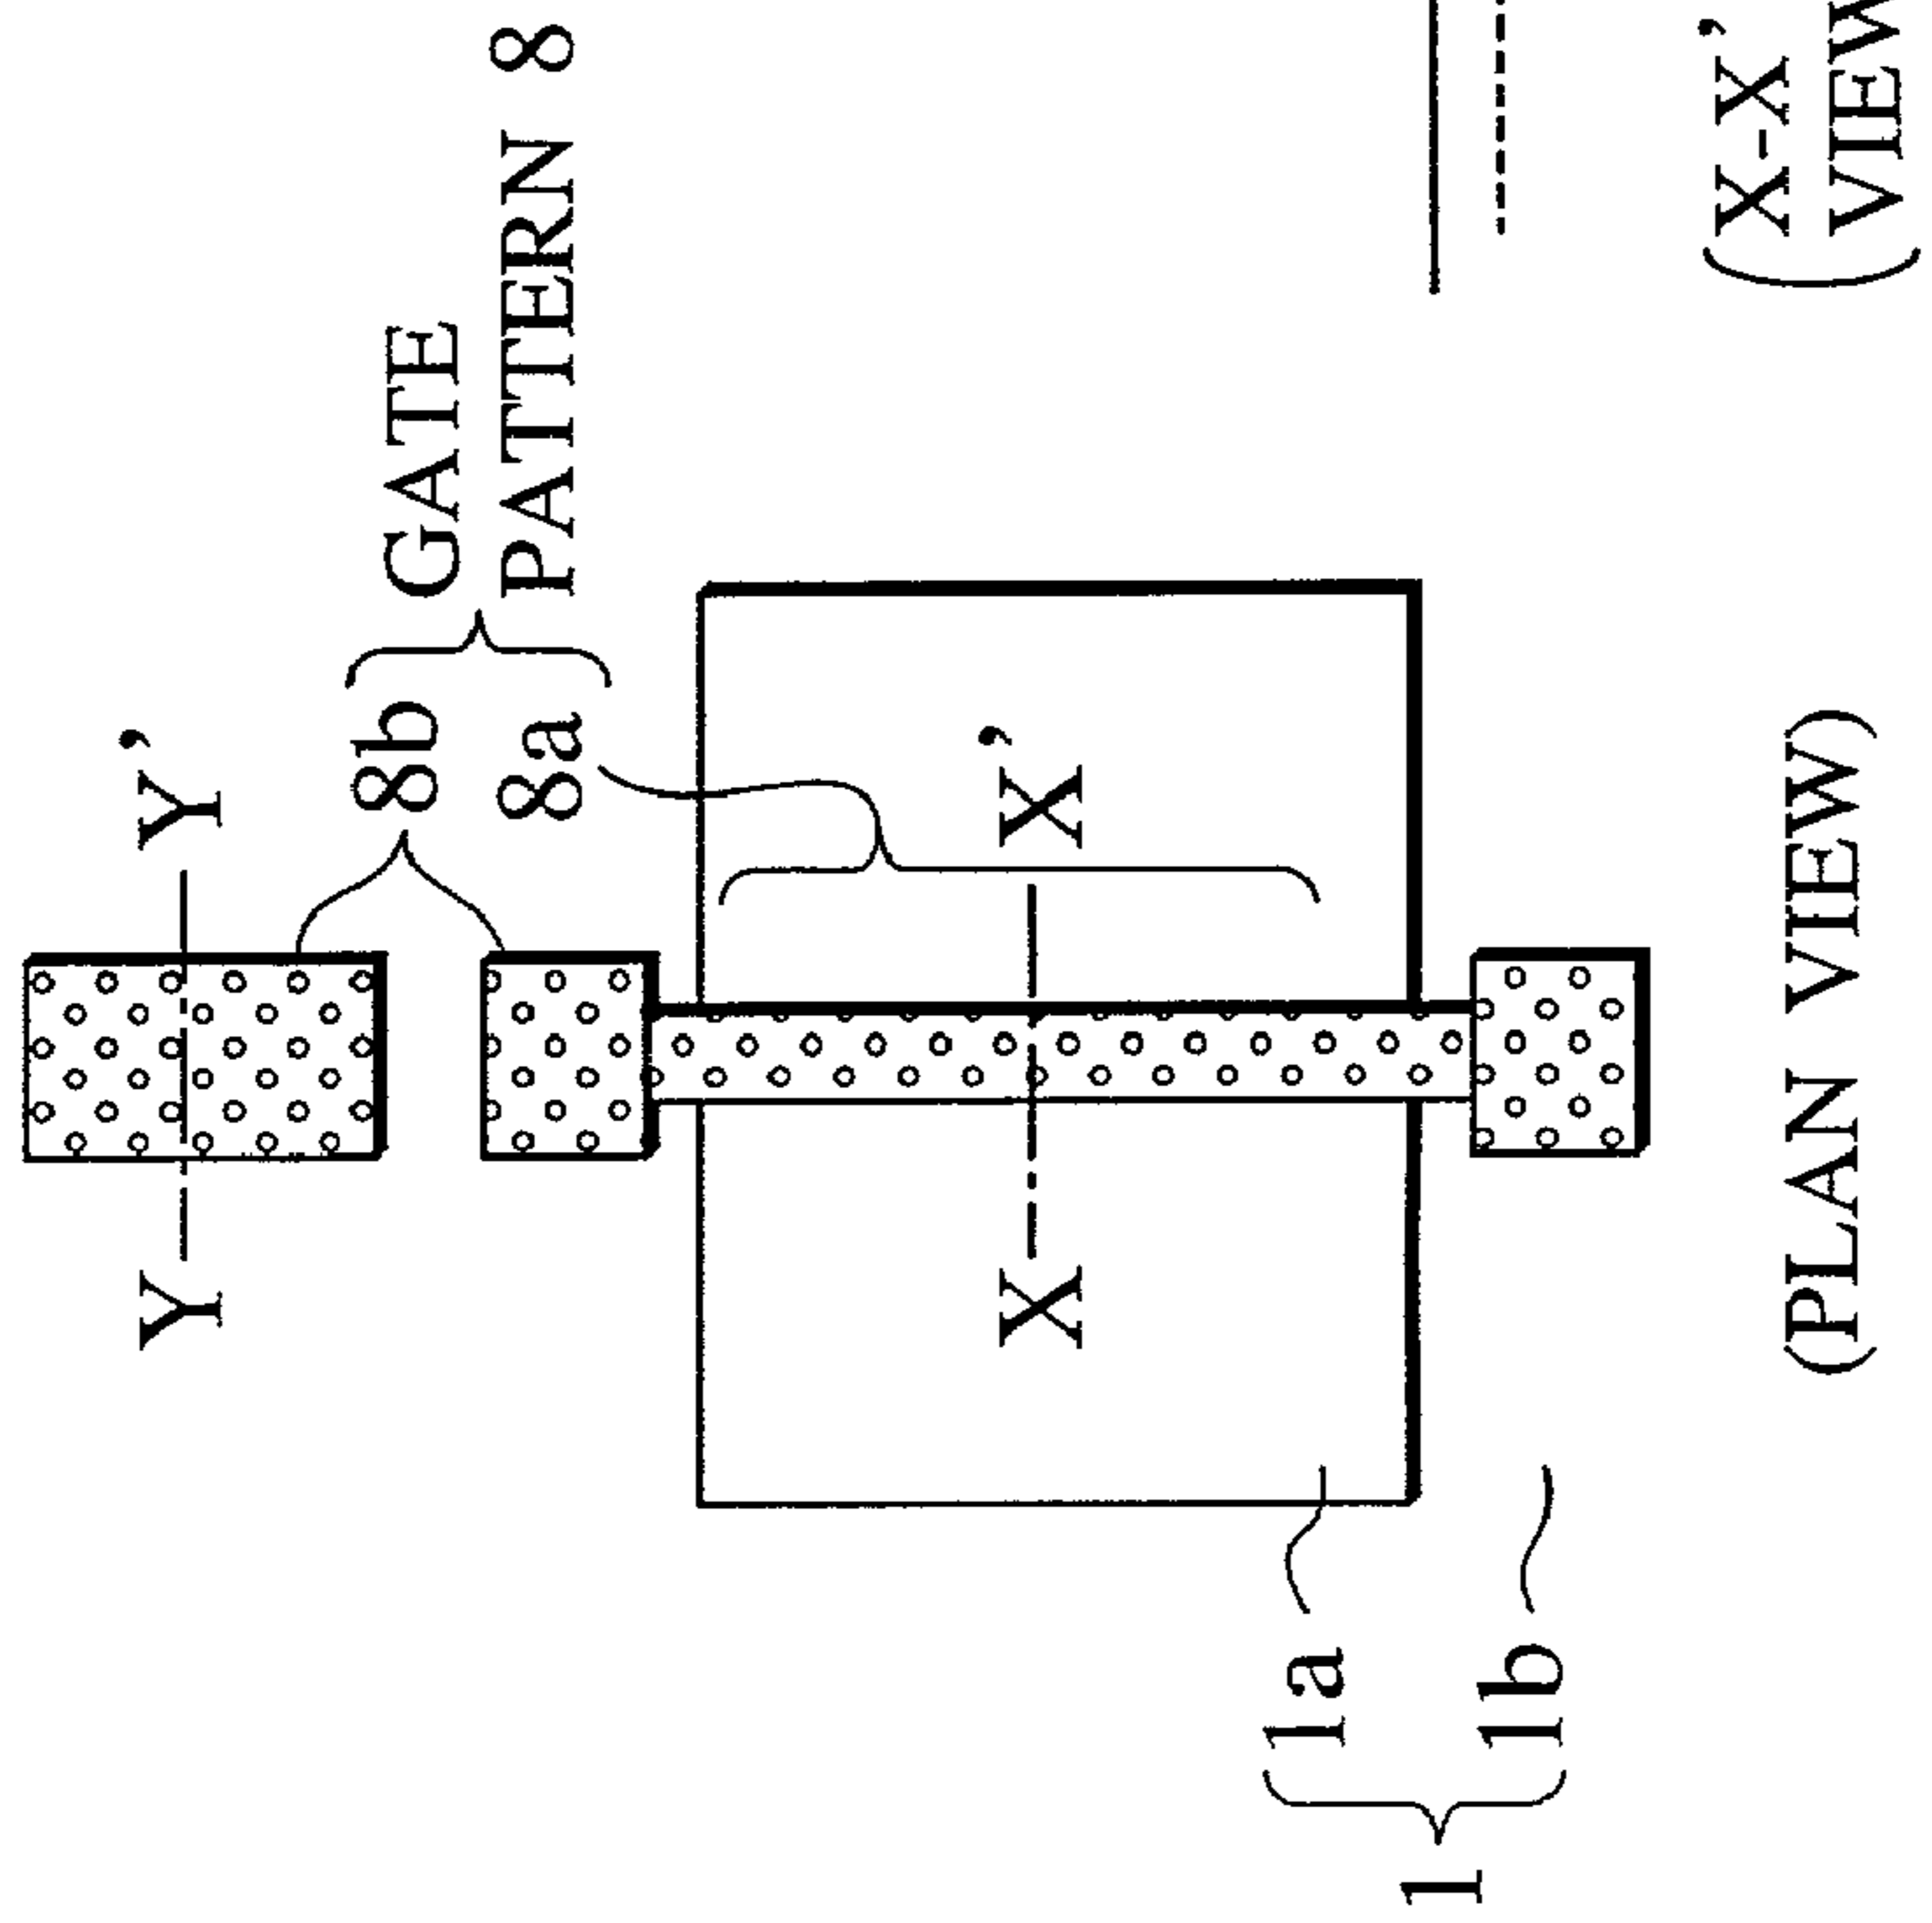 GATE
PATTERN 8
8b
8a
Y
Y'
X
X'
1
1a
1b
(PLAN VIEW)
(X-X'
VIEW